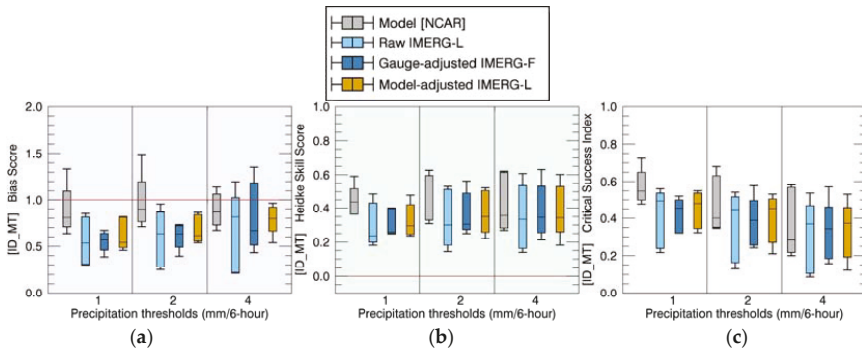 Model [NCAR]
Raw IMERG-L
Gauge-adjusted IMERG-F
Model-adjusted IMERG-L
[ID_MT] Bias Score
2.0
1.5
1.0
0.5
0.0
1 2 4
Precipitation thresholds (mm/6-hour)
(a)
[ID_MT] Heidke Skill Score
1.0
0.8
0.6
0.4
0.2
0.0
1 2 4
Precipitation thresholds (mm/6-hour)
(b)
[ID_MT] Critical Success Index
1.0
0.8
0.6
0.4
0.2
0.0
1 2 4
Precipitation thresholds (mm/6-hour)
(c)